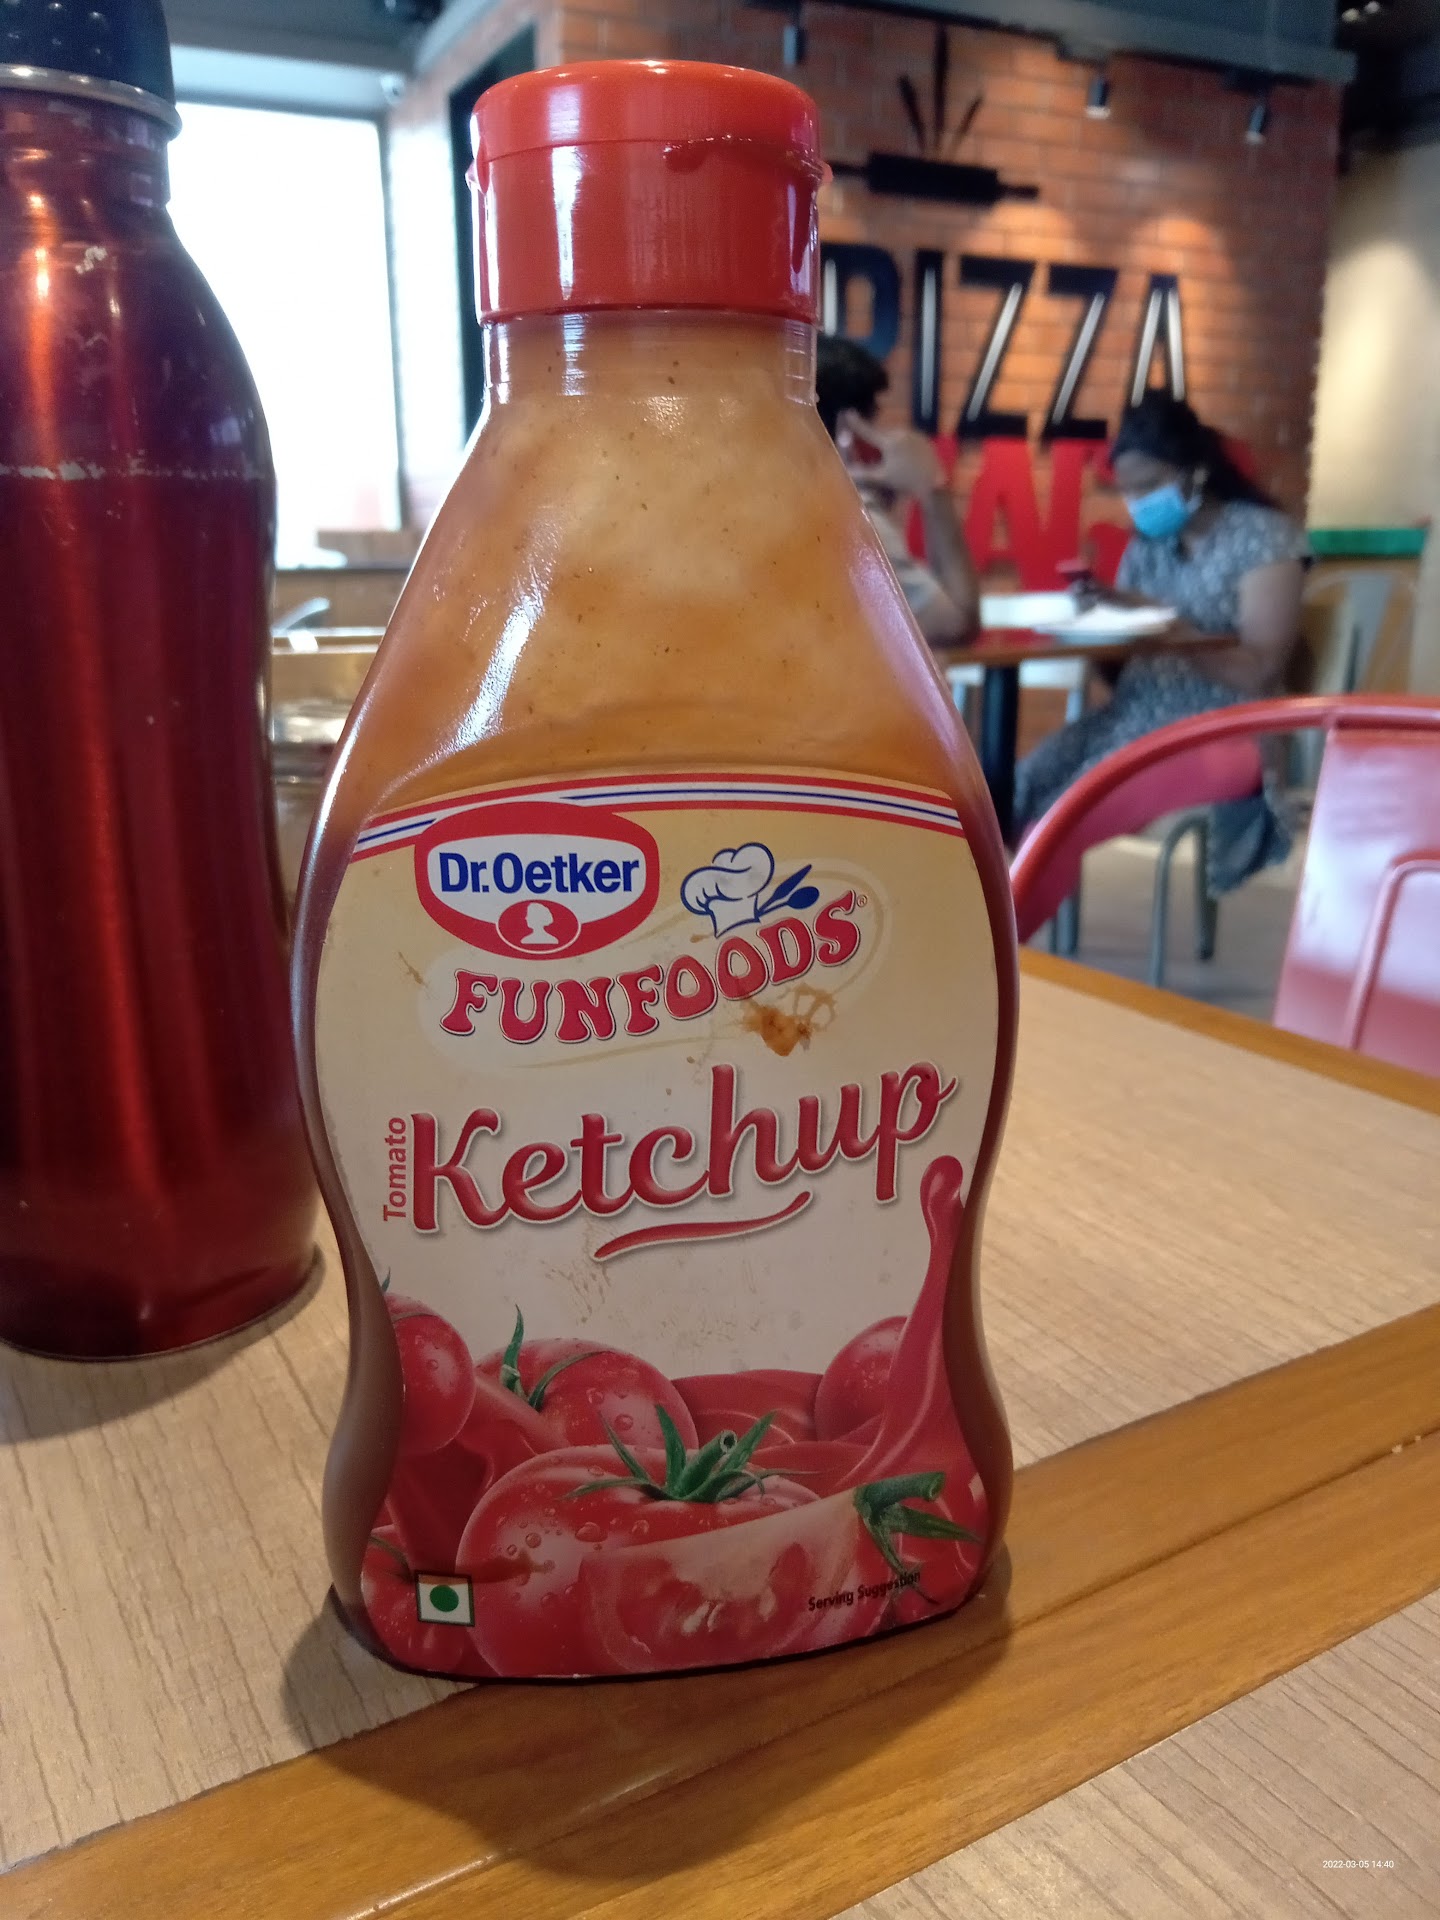 PIZZA
Dr.Oetker
FUNFOODS®
Tomato
Ketchup
Serving Suggestion
2022-03-05 14:40